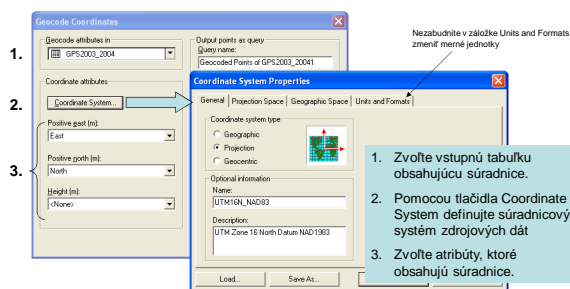 Geocode Coordinates
Geocode attributes in
GPS2003_2004
Output points as query
Query name:
Geocoded Points of GPS2003_20041
Nezabudnite v záložke Units and Formats
zmeniť merné jednotky
1.
Coordinate attributes
2.
Coordinate System...
Positive east (m):
East
Positive north (m):
North
3.
Height (m):
<None>
Coordinate System Properties
General
Projection Space
Geographic Space
Units and Formats
Coordinate system type
Geographic
Projection
Geocentric
Optional information
Name:
UTM16N_NAD83
Description:
UTM Zone 16 North Datum NAD1983
Load...
Save As...
1. Zvoľte vstupnú tabuľku
obsahujúcu súradnice.
2. Pomocou tlačidla Coordinate
System definujte súradnicový
systém zdrojových dát
3. Zvoľte atribúty, ktoré
obsahujú súradnice.